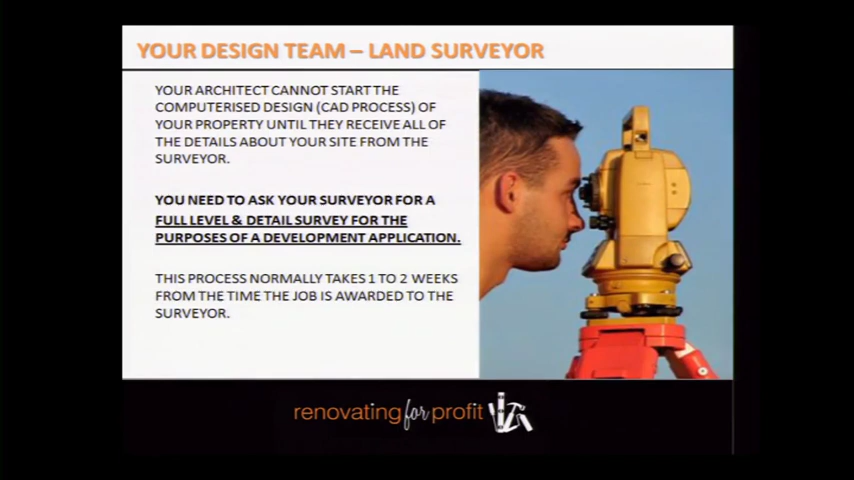 YOUR DESIGN TEAM – LAND SURVEYOR
YOUR ARCHITECT CANNOT START THE
COMPUTERISED DESIGN (CAD PROCESS) OF
YOUR PROPERTY UNTIL THEY RECEIVE ALL OF
THE DETAILS ABOUT YOUR SITE FROM THE
SURVEYOR.
YOU NEED TO ASK YOUR SURVEYOR FOR A
FULL LEVEL & DETAIL SURVEY FOR THE
PURPOSES OF A DEVELOPMENT APPLICATION.
THIS PROCESS NORMALLY TAKES 1 TO 2 WEEKS
FROM THE TIME THE JOB IS AWARDED TO THE
SURVEYOR.
renovating for profit